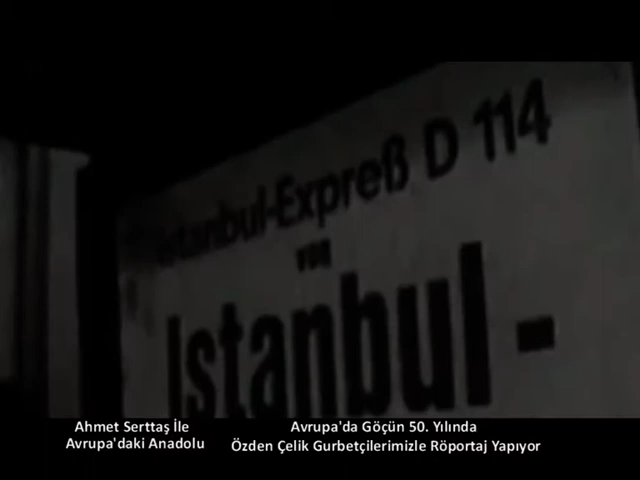 Istanbul-Expreß D 114
von
Istanbul-
Ahmet Serttaş İle
Avrupa'daki Anadolu
Avrupa'da Göçün 50. Yılında
Özden Çelik Gurbetçilerimizle Röportaj Yapıyor